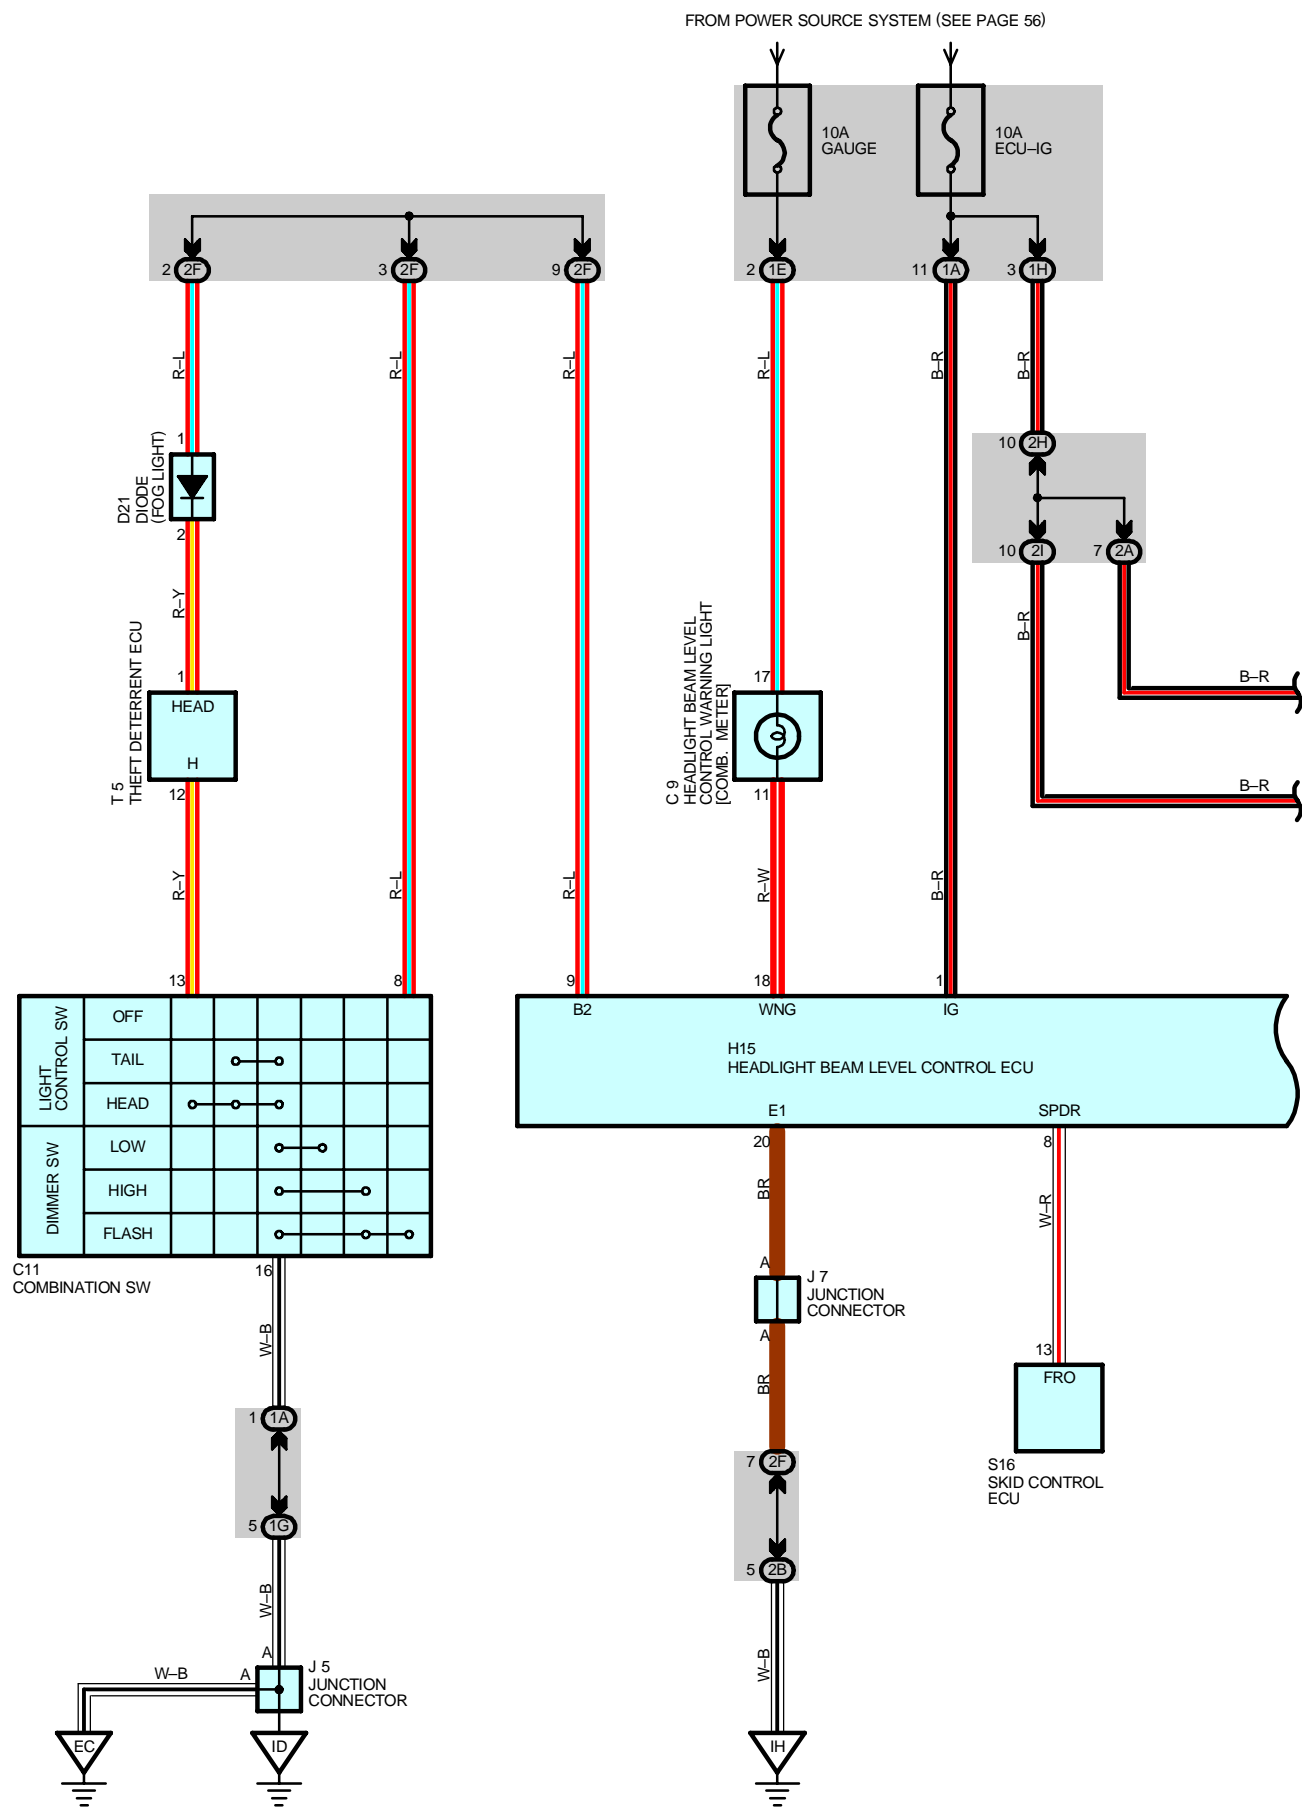 FROM POWER SOURCE SYSTEM (SEE PAGE 56)
10A
GAUGE
10A
ECU–IG
2 2F
3 2F
9 2F
2 1E
11 1A
3 1H
R–L
R–L
R–L
R–L
B–R
B–R
10 2H
10 2I
7 2A
1
D21
DIODE
(FOG LIGHT)
2
R–Y
B–R
B–R
B–R
1
T 5
THEFT DETERRENT ECU
HEAD
H
12
17
C 9
HEADLIGHT BEAM LEVEL
CONTROL WARNING LIGHT
[COMB. METER]
11
R–Y
R–L
R–L
R–W
B–R
13
8
9
18
1
LIGHT
CONTROL SW
OFF
TAIL
HEAD
DIMMER SW
LOW
HIGH
FLASH
C11
COMBINATION SW
16
B2
WNG
IG
H15
HEADLIGHT BEAM LEVEL CONTROL ECU
E1
SPDR
20
8
BR
W–R
A
J 7
JUNCTION
CONNECTOR
A
BR
13
FRO
S16
SKID CONTROL
ECU
W–B
1 1A
5 1G
7 2F
5 2B
W–B
W–B
A
W–B
A
J 5
JUNCTION
CONNECTOR
EC
ID
IH